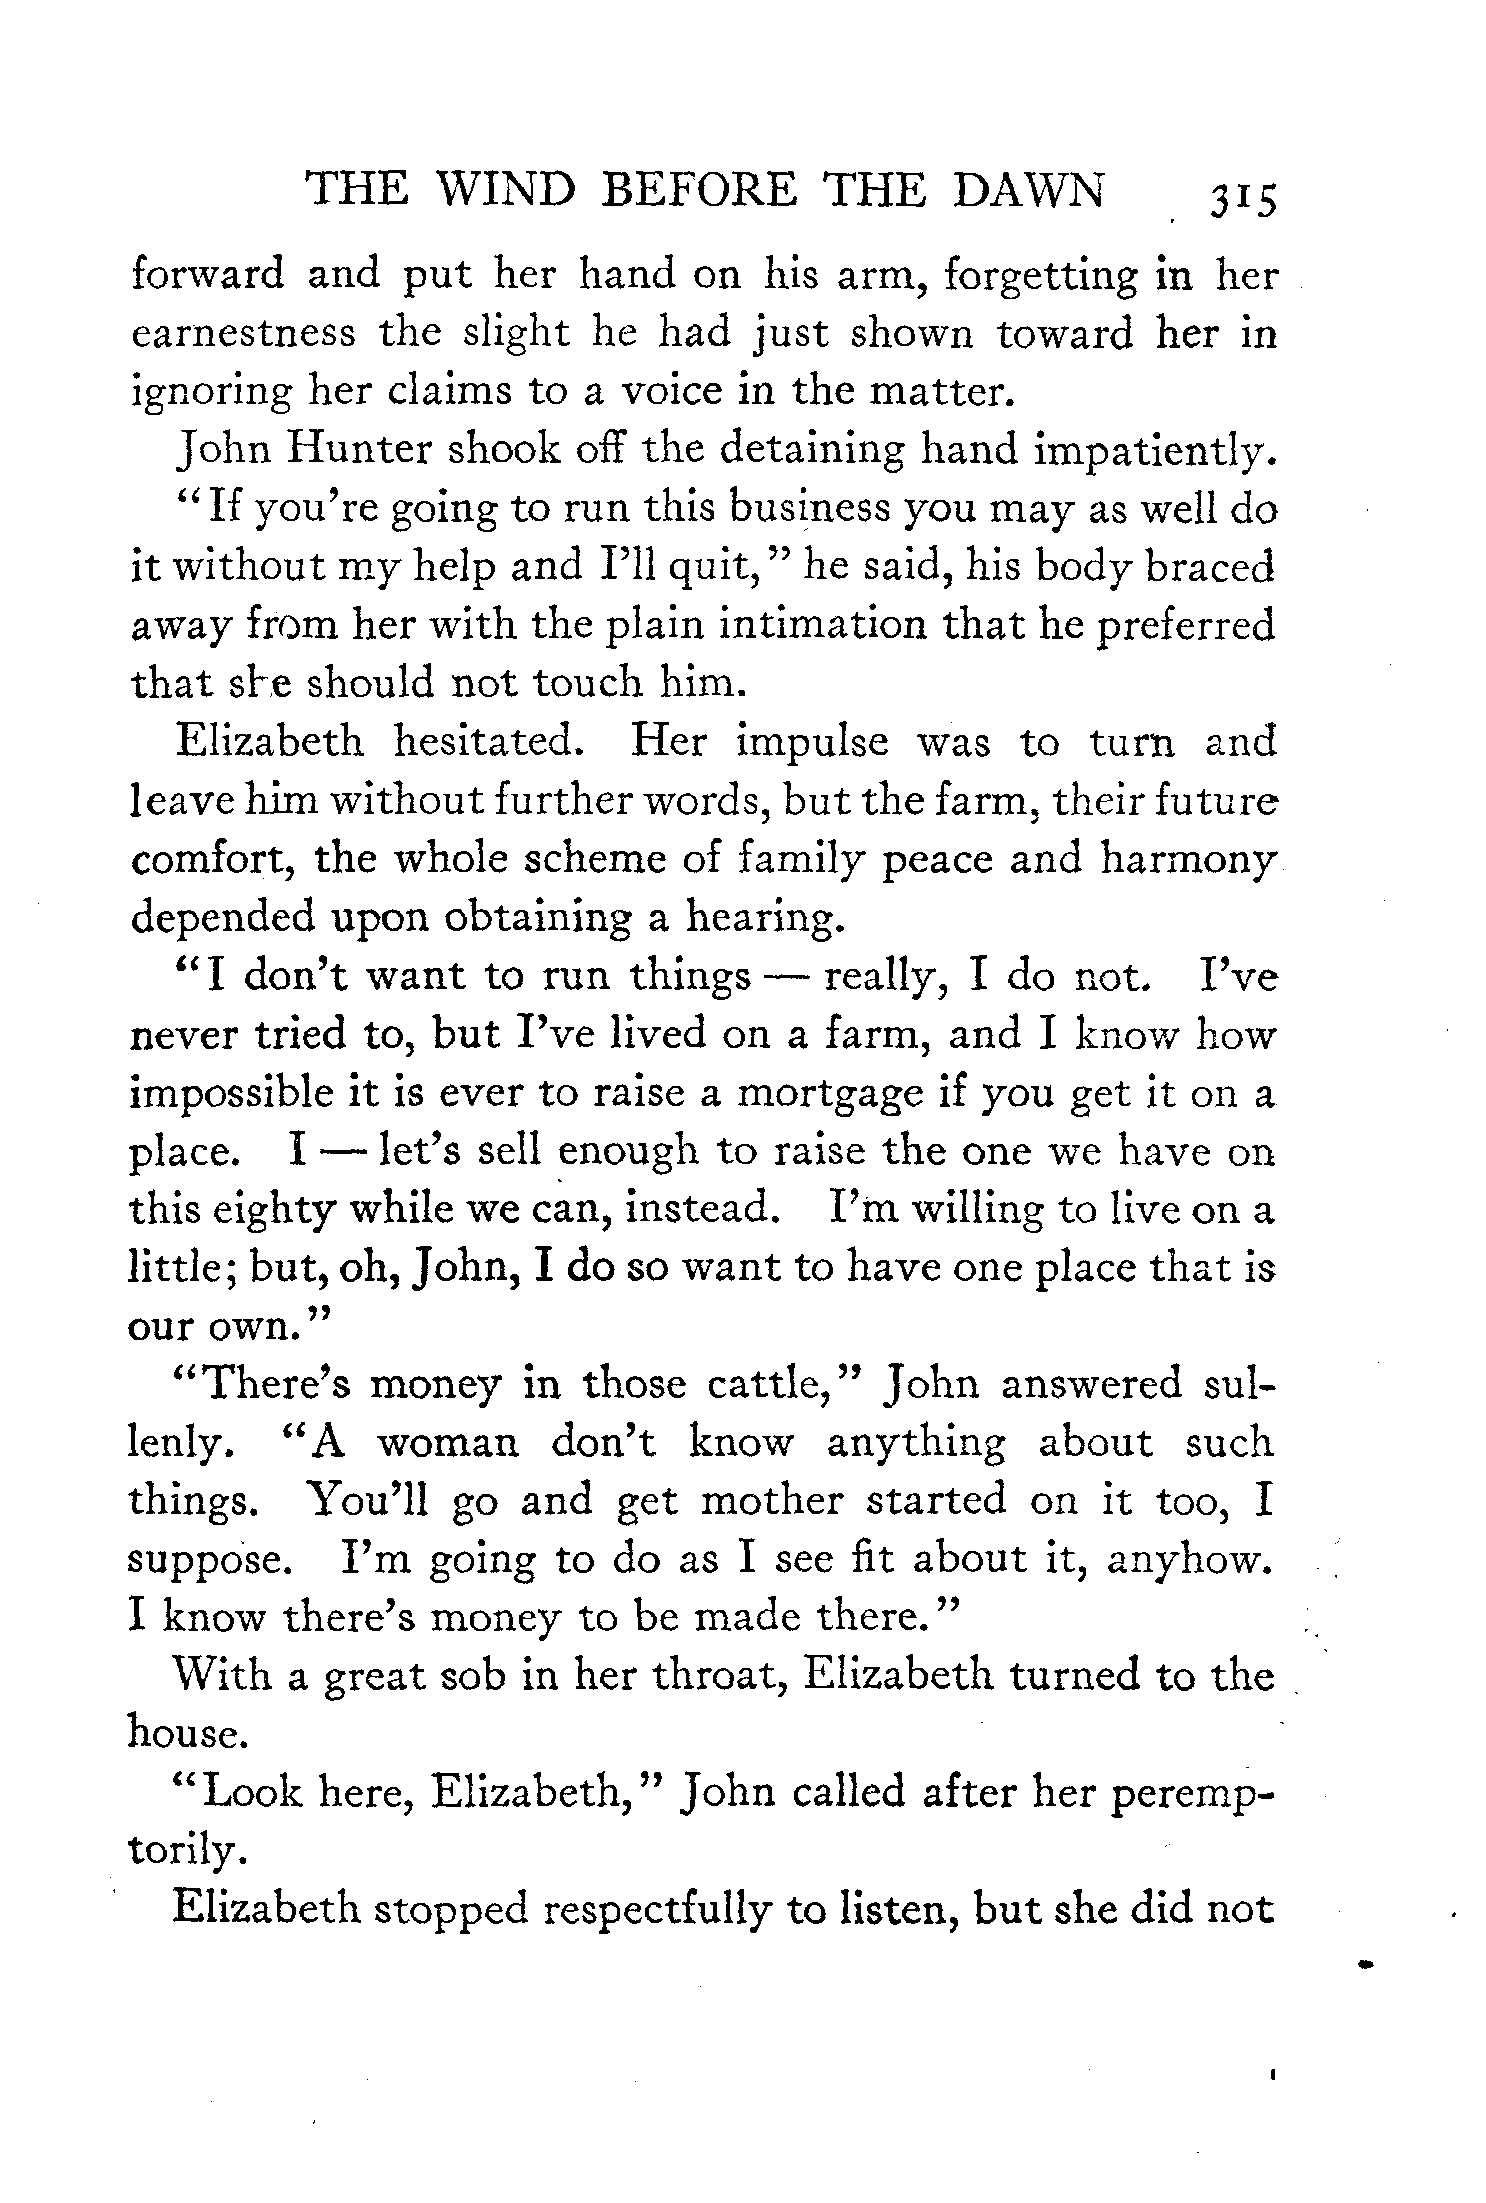 THE WIND BEFORE THE DAWN 315
forward and put her hand on his arm, forgetting in her
earnestness the slight he had just shown toward her in
ignoring her claims to a voice in the matter.
John Hunter shook off the detaining hand impatiently.
“If you’re going to run this business you may as well do
it without my help and I’ll quit,” he said, his body braced
away from her with the plain intimation that he preferred
that she should not touch him.
Elizabeth hesitated. Her impulse was to turn and
leave him without further words, but the farm, their future
comfort, the whole scheme of family peace and harmony
depended upon obtaining a hearing.
“I don’t want to run things — really, I do not. I’ve
never tried to, but I’ve lived on a farm, and I know how
impossible it is ever to raise a mortgage if you get it on a
place. I — let’s sell enough to raise the one we have on
this eighty while we can, instead. I’m willing to live on a
little; but, oh, John, I do so want to have one place that is
our own.”
“There’s money in those cattle,” John answered sul-
lenly. “A woman don’t know anything about such
things. You’ll go and get mother started on it too, I
suppose. I’m going to do as I see fit about it, anyhow.
I know there’s money to be made there.”
With a great sob in her throat, Elizabeth turned to the
house.
“Look here, Elizabeth,” John called after her peremp-
torily.
Elizabeth stopped respectfully to listen, but she did not